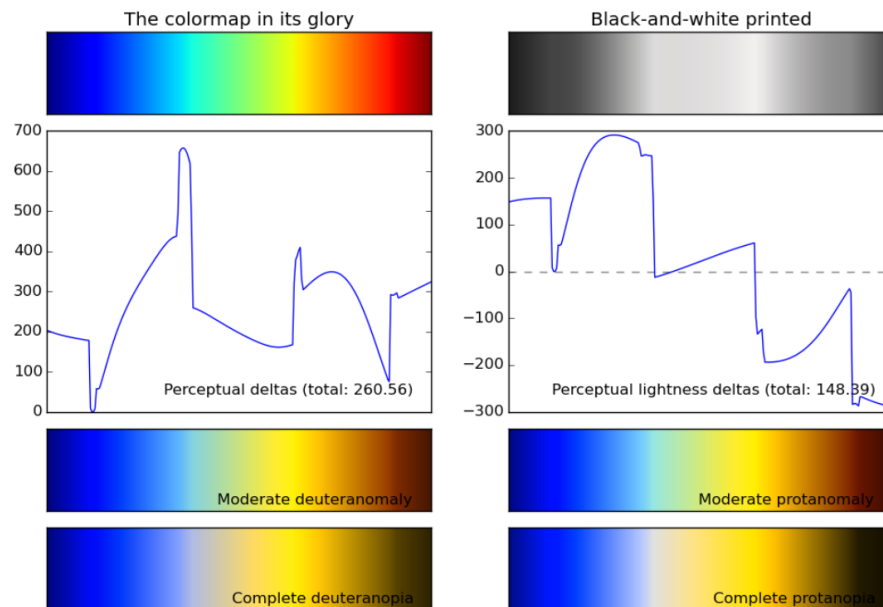 The colormap in its glory
Black-and-white printed
700
600
500
400
300
200
100
0
Perceptual deltas (total: 260.56)
300
200
100
0
−100
−200
−300
Perceptual lightness deltas (total: 148.39)
Moderate deuteranomaly
Moderate protanomaly
Complete deuteranopia
Complete protanopia